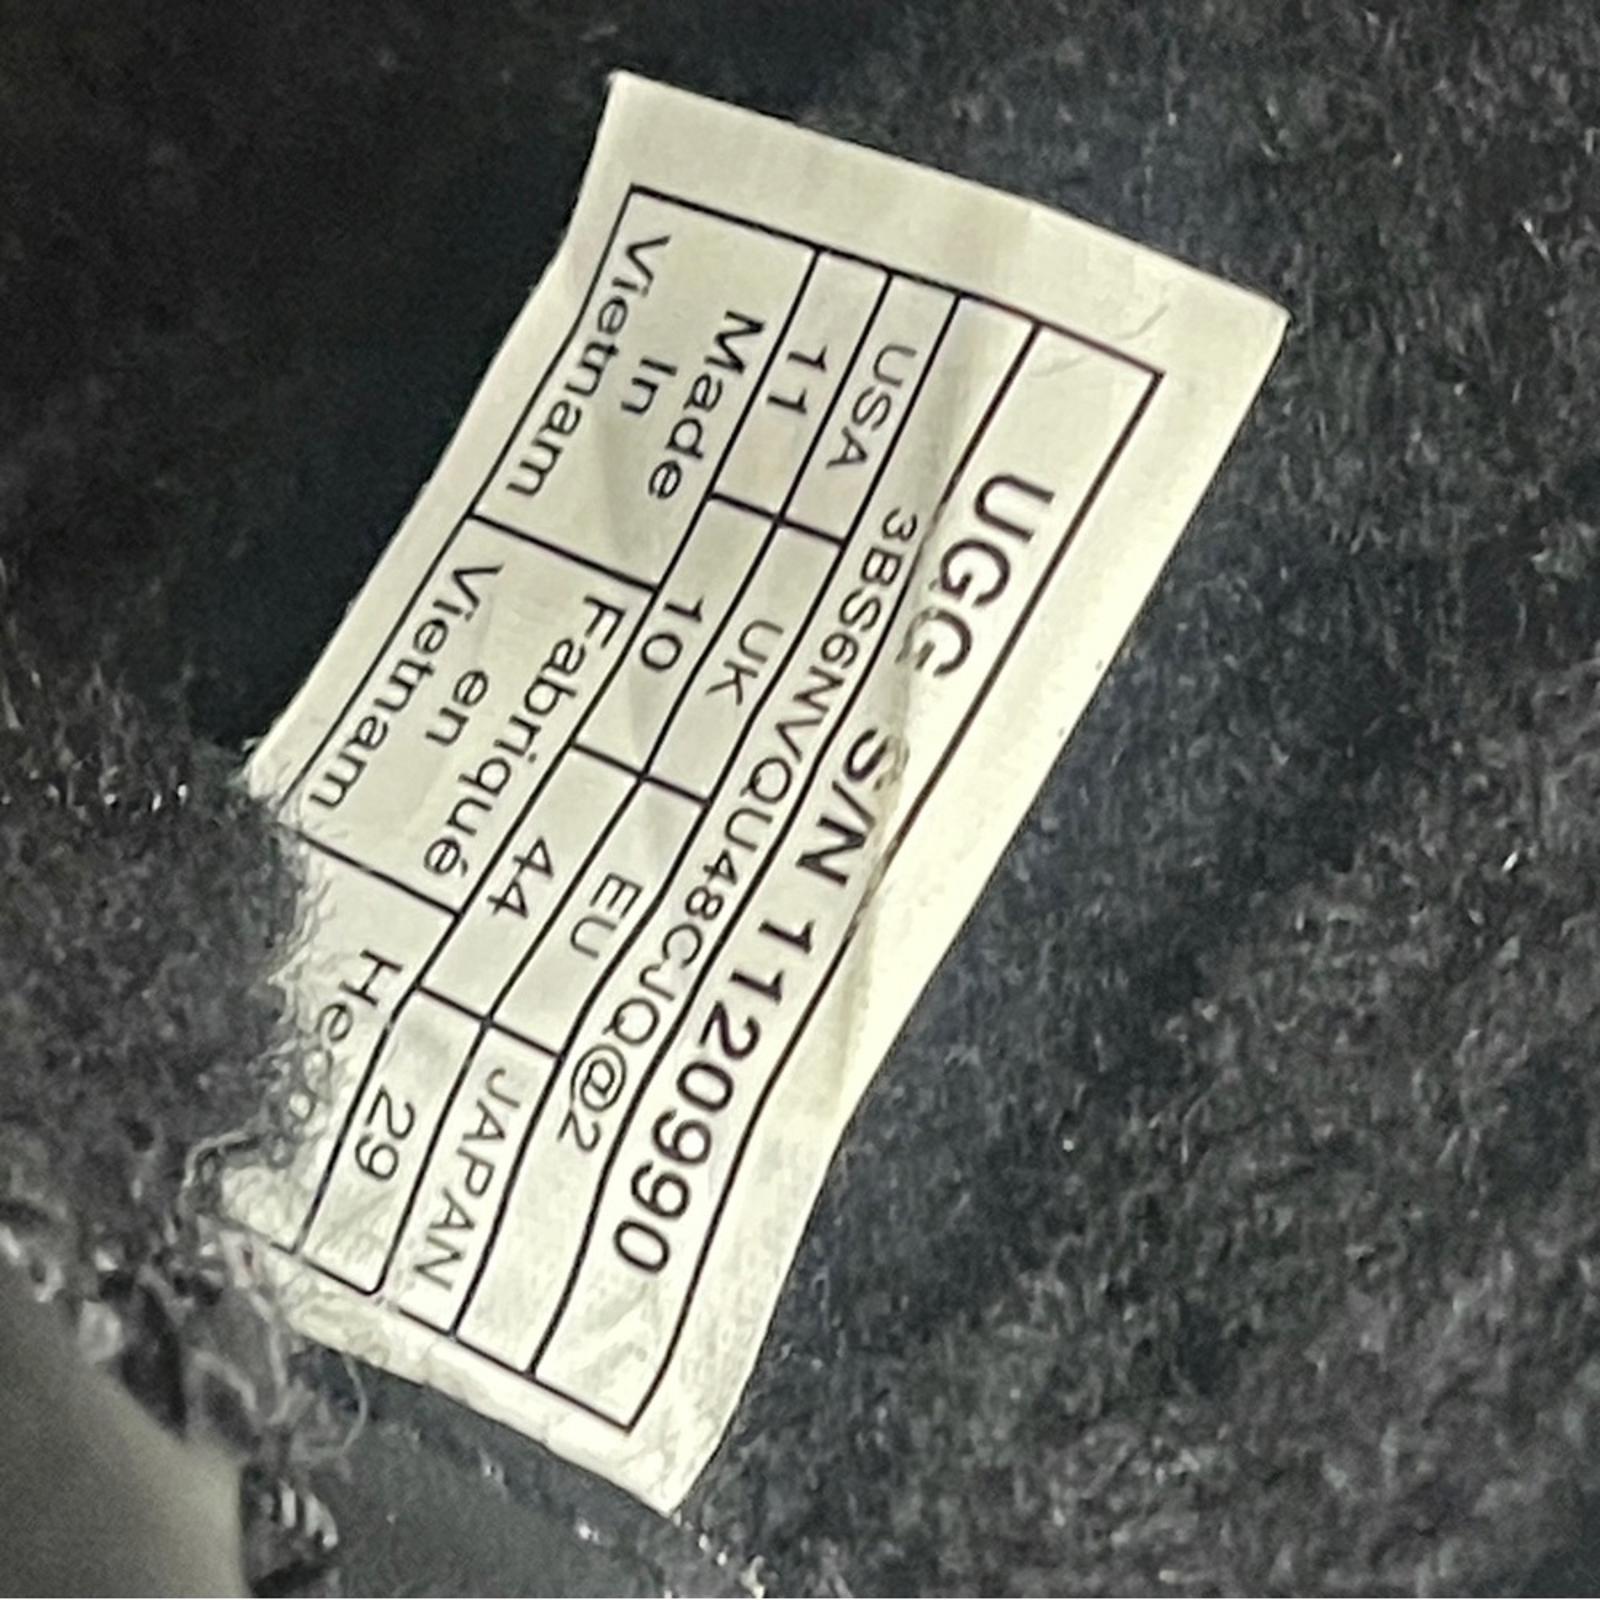 UGG S/N 1120990
3BS6NVQU48CJQ@2
USA UK EU JAPAN
11 10 44 29
Made In Vietnam
Fabriqué en Vietnam